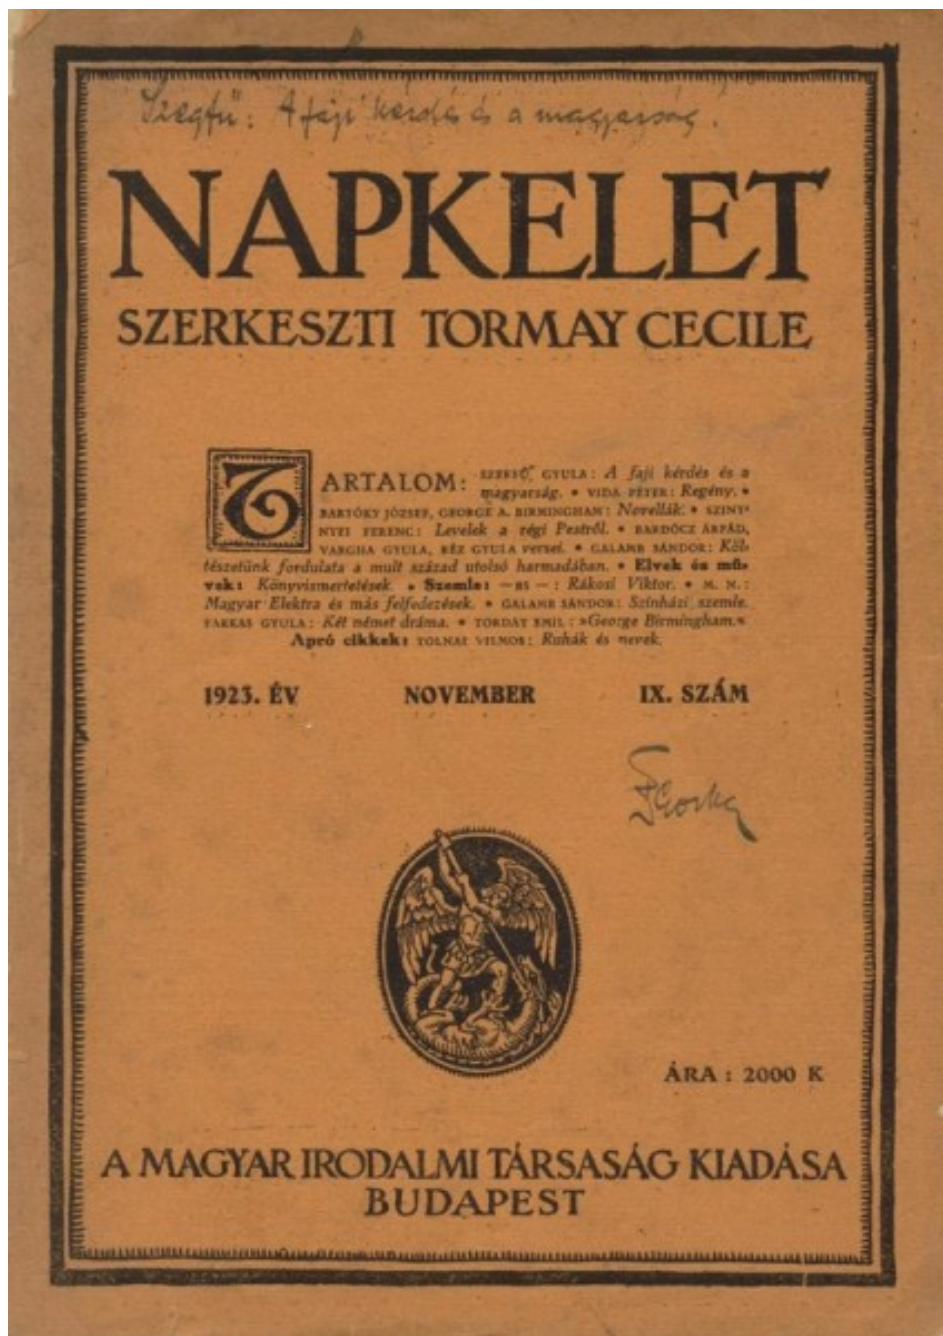 Szegfű: A faji kérdés és a magyarság.
NAPKELET
SZERKESZTI TORMAY CECILE
TARTALOM: SZEKFŰ GYULA: A faji kérdés és a
magyarság. • VIDA PÉTER: Regény. •
BARTÓKY JÓZSEF, GEORGE A. BIRMINGHAM: Novellák. • SZINY-
NYEI FERENC: Levelek a régi Pestről. • BARDÓCZ ÁRPÁD,
VARGHA GYULA, RÉZ GYULA versei. • GALAMB SÁNDOR: Köl-
tészetünk fordulata a mult század utolsó harmadában. • Elvek és mű-
vek: Könyvismertetések. • Szemle: —BS—: Rákosi Viktor. • M. N.:
Magyar Elektra és más felfedezések. • GALAMB SÁNDOR: Színházi szemle.
FARKAS GYULA: Két német dráma. • TORDAY EMIL: »George Birmingham.«
Apró cikkek: TOLNAI VILMOS: Ruhák és nevek.
1923. ÉV NOVEMBER IX. SZÁM
ÁRA: 2000 K
A MAGYAR IRODALMI TÁRSASÁG KIADÁSA
BUDAPEST